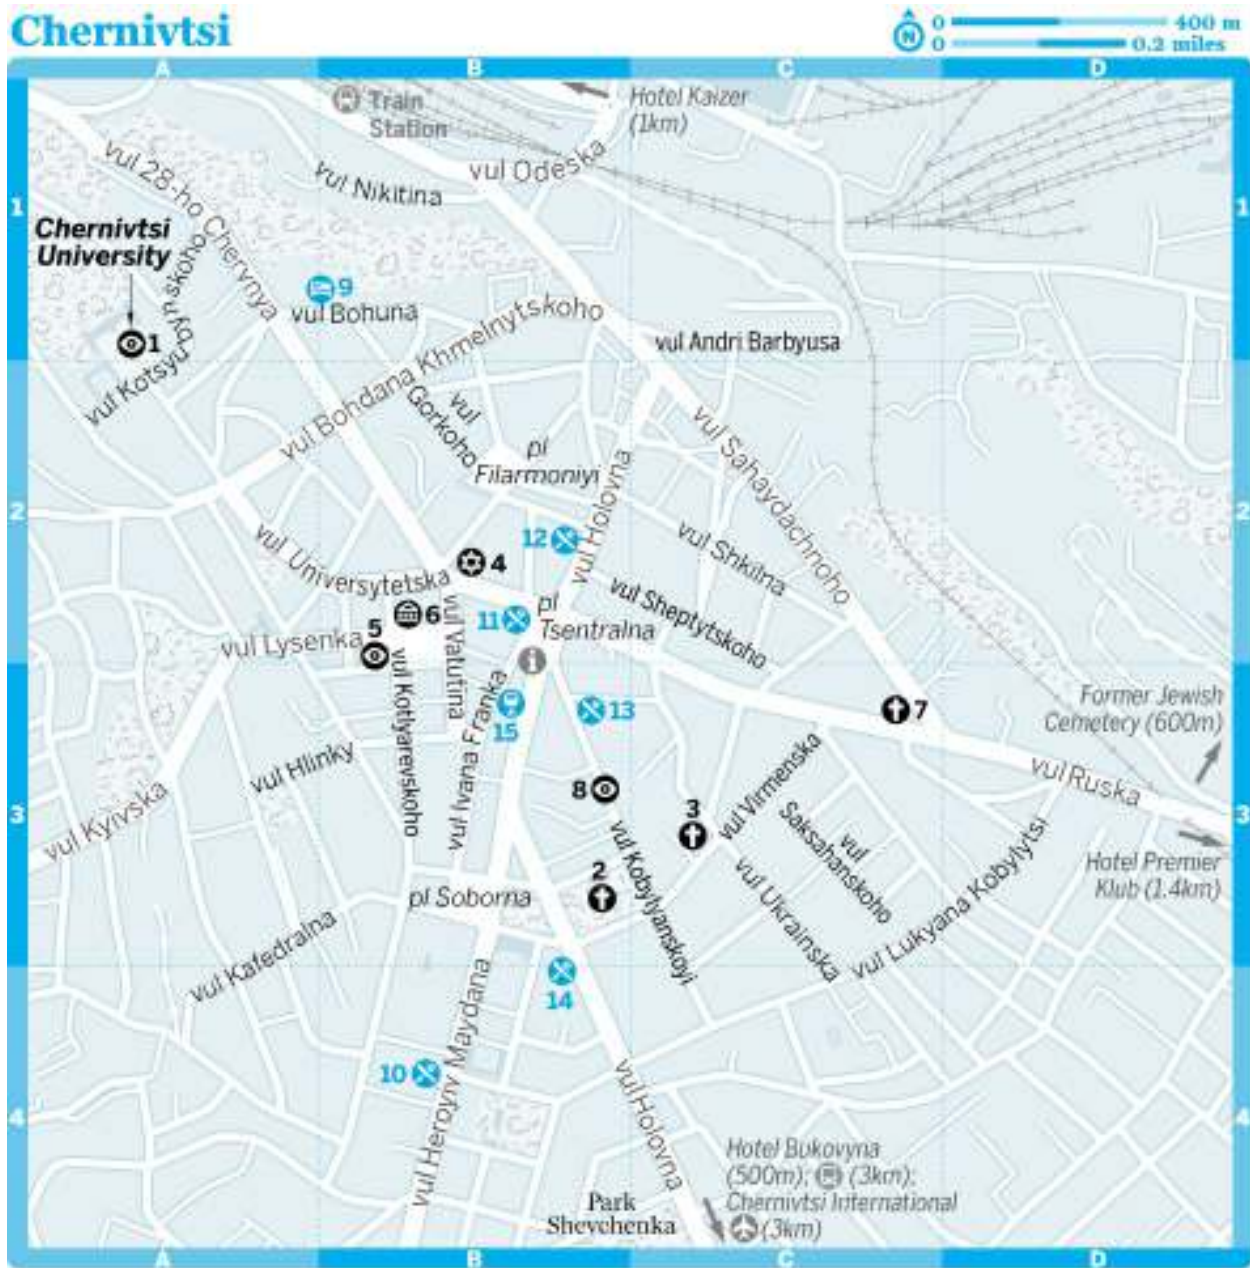 Chernivtsi
0 400 m
N
0 0.2 miles
A B C D
Train
Station
Hotel Kaizer
(1km)
vul Odeska
vul Nikitina
vul 28-ho Chervnya
1 1
Chernivtsi
University
vul Kotsyubynskoho
9
vul Bohuna
1
vul Bohdana Khmelnytskoho
vul Andri Barbyusa
vul
Gorkoho
vul Sahaydachnoho
pl
Filarmoniyi
vul Holovna
2 2
12
vul Shkilna
vul Universytetska
4
vul Sheptytskoho
6
11
pl
Tsentralna
5
vul Lysenka
vul Vatutina
vul Kotlyarevskoho
vul Ivana Franka
15
13
7
Former Jewish
Cemetery (600m)
vul Hlinky
vul Ruska
vul Virmenska
8
3
vul
Saksahanskoho
3 3
vul Kyivska
vul Kobylyanskoyi
vul Ukrainska
vul Lukyana Kobylytsi
Hotel Premier
Klub (1.4km)
2
pl Soborna
vul Kafedralna
14
vul Heroyiv Maydana
10
vul Holovna
4 4
Hotel Bukovyna
(500m); (3km);
Chernivtsi International
(3km)
Park
Shevchenka
A B C D